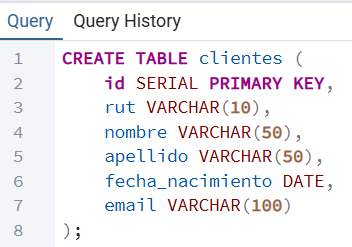 Query Query History
1 CREATE TABLE clientes (
2 id SERIAL PRIMARY KEY,
3 rut VARCHAR(10),
4 nombre VARCHAR(50),
5 apellido VARCHAR(50),
6 fecha_nacimiento DATE,
7 email VARCHAR(100)
8 );